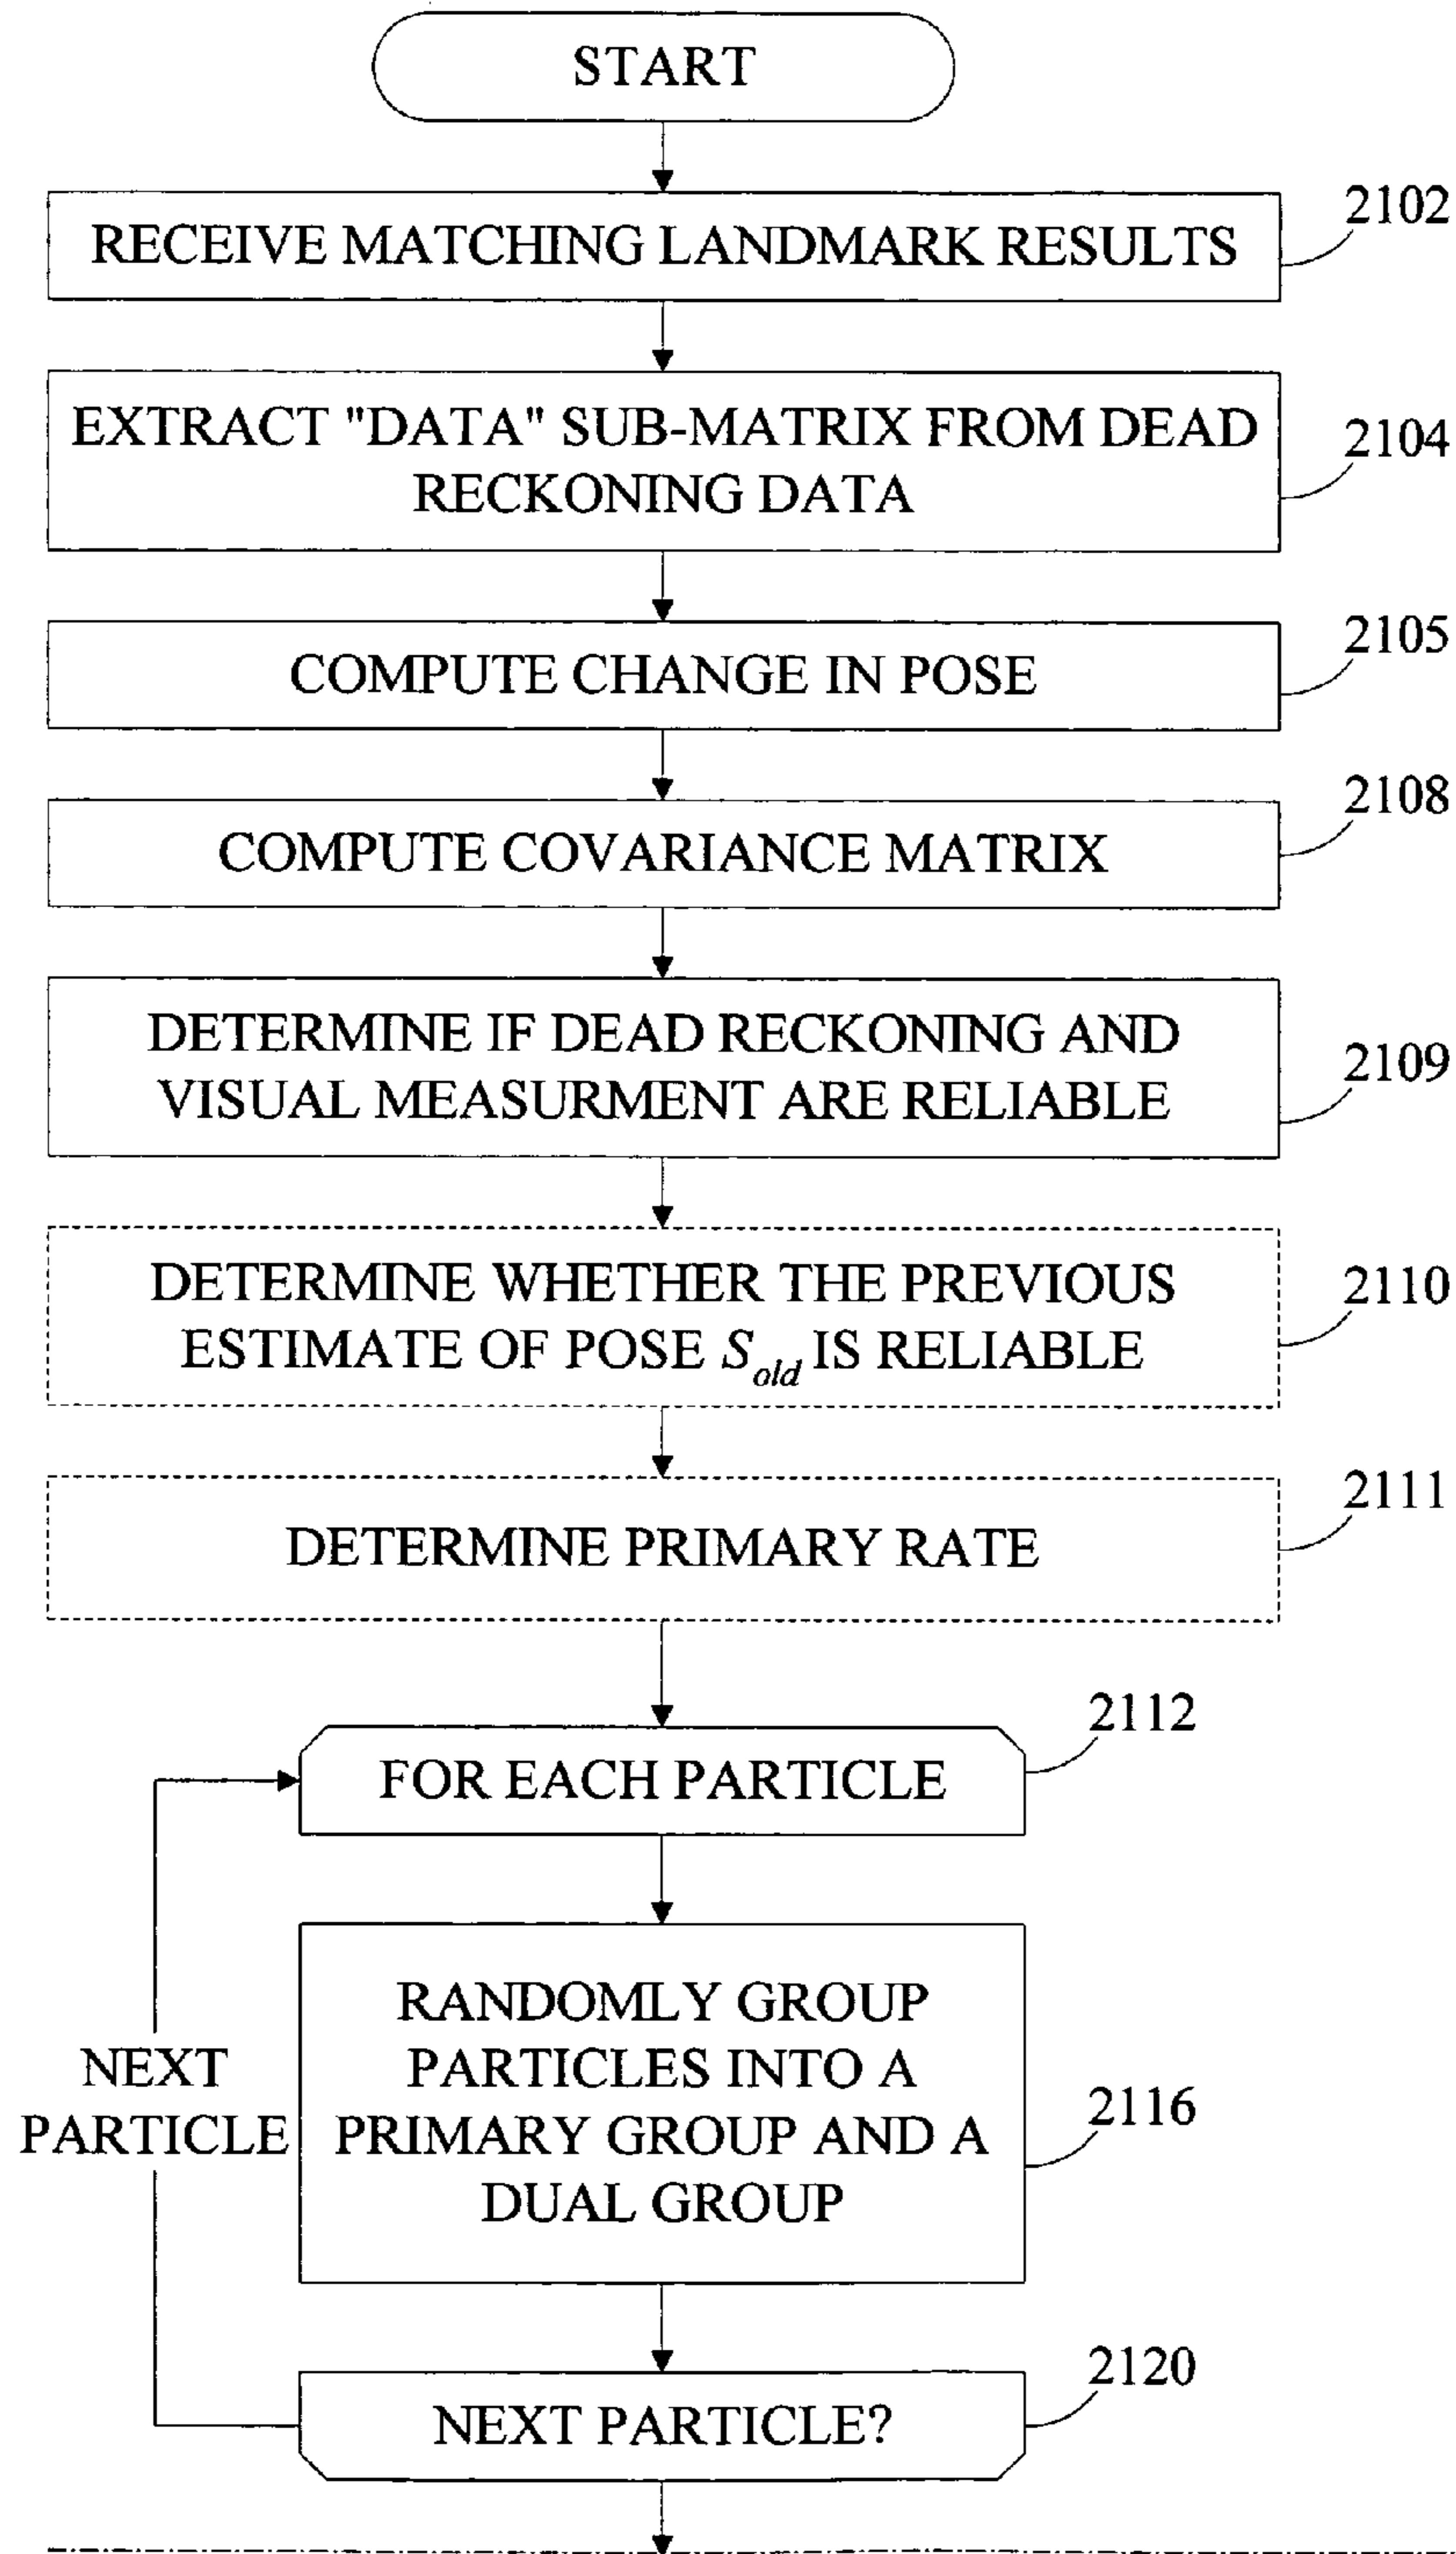 START
RECEIVE MATCHING LANDMARK RESULTS
2102
EXTRACT "DATA" SUB-MATRIX FROM DEAD
RECKONING DATA
2104
COMPUTE CHANGE IN POSE
2105
COMPUTE COVARIANCE MATRIX
2108
DETERMINE IF DEAD RECKONING AND
VISUAL MEASURMENT ARE RELIABLE
2109
DETERMINE WHETHER THE PREVIOUS
ESTIMATE OF POSE S_old IS RELIABLE
2110
DETERMINE PRIMARY RATE
2111
FOR EACH PARTICLE
2112
RANDOMLY GROUP
PARTICLES INTO A
PRIMARY GROUP AND A
DUAL GROUP
2116
NEXT
PARTICLE
NEXT PARTICLE?
2120